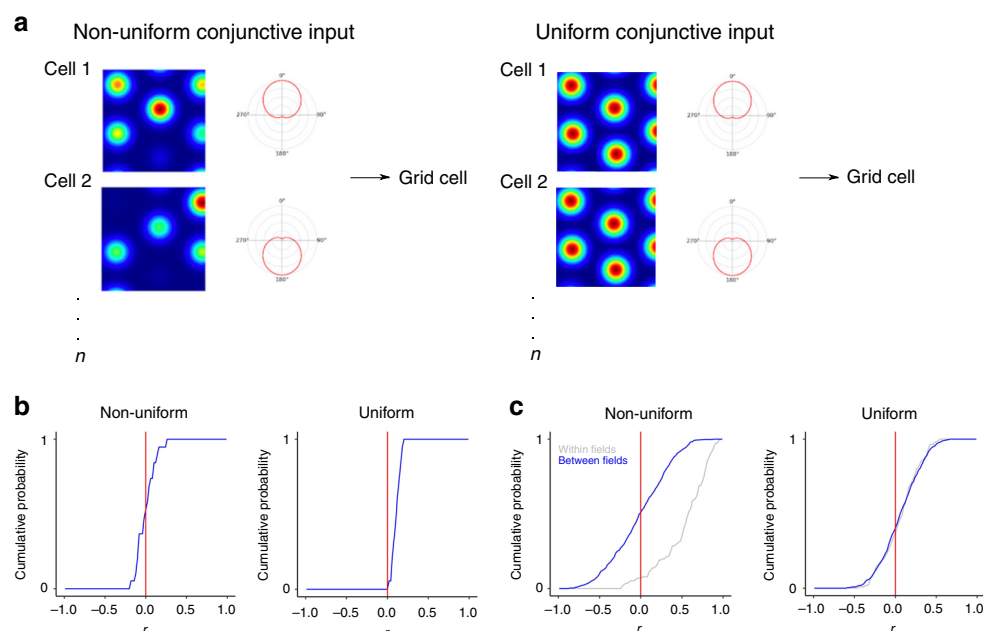 a
Non-uniform conjunctive input
Uniform conjunctive input
Cell 1
0°
270°
90°
180°
Cell 2
0°
270°
90°
180°
Grid cell
.
.
.
n
Cell 1
0°
270°
90°
180°
Cell 2
0°
270°
90°
180°
Grid cell
.
.
.
n
b
Non-uniform
Cumulative probability
1
0
−1.0 −0.5 0.0 0.5 1.0
r
Uniform
Cumulative probability
1
0
−1.0 −0.5 0.0 0.5 1.0
r
c
Non-uniform
Within fields
Between fields
Cumulative probability
1
0
−1.0 −0.5 0.0 0.5 1.0
r
Uniform
Cumulative probability
1
0
−1.0 −0.5 0.0 0.5 1.0
r